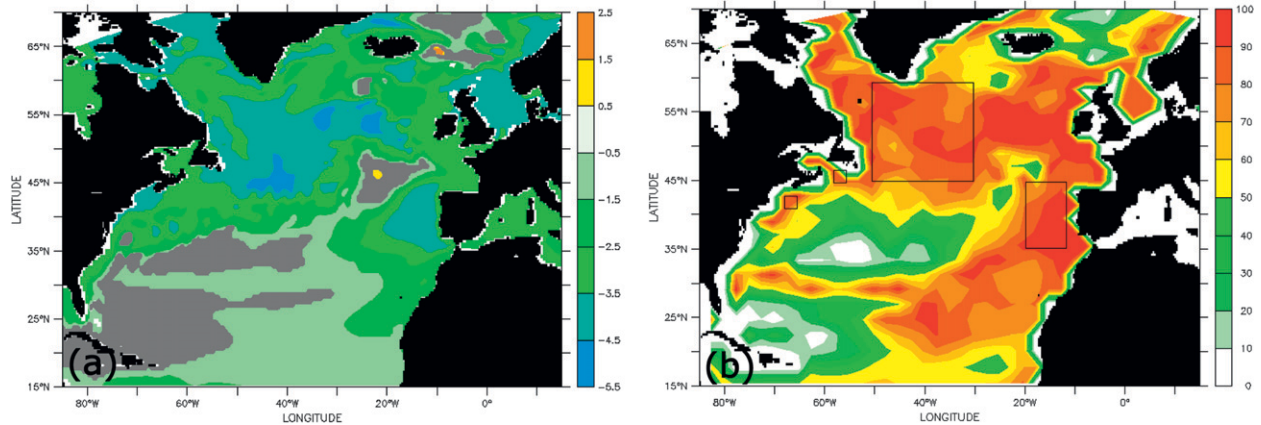 65°N
55°N
45°N
35°N
25°N
15°N
LATITUDE
80°W
60°W
40°W
20°W
0°
LONGITUDE
(a)
2.5
1.5
0.5
−0.5
−1.5
−2.5
−3.5
−4.5
−5.5
65°N
55°N
45°N
35°N
25°N
15°N
LATITUDE
80°W
60°W
40°W
20°W
0°
LONGITUDE
(b)
100
90
80
70
60
50
40
30
20
10
0